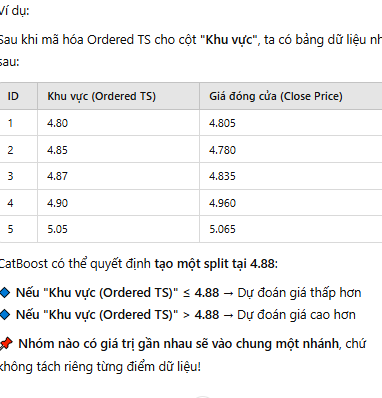 Ví dụ:
Sau khi mã hóa Ordered TS cho cột "Khu vực", ta có bảng dữ liệu
sau:
ID Khu vực (Ordered TS) Giá đóng cửa (Close Price)
1 4.80 4.805
2 4.85 4.780
3 4.87 4.835
4 4.90 4.960
5 5.05 5.065
CatBoost có thể quyết định tạo một split tại 4.88:
Nếu "Khu vực (Ordered TS)" ≤ 4.88 → Dự đoán giá thấp hơn
Nếu "Khu vực (Ordered TS)" > 4.88 → Dự đoán giá cao hơn
Nhóm nào có giá trị gần nhau sẽ vào chung một nhánh, chứ
không tách riêng từng điểm dữ liệu!